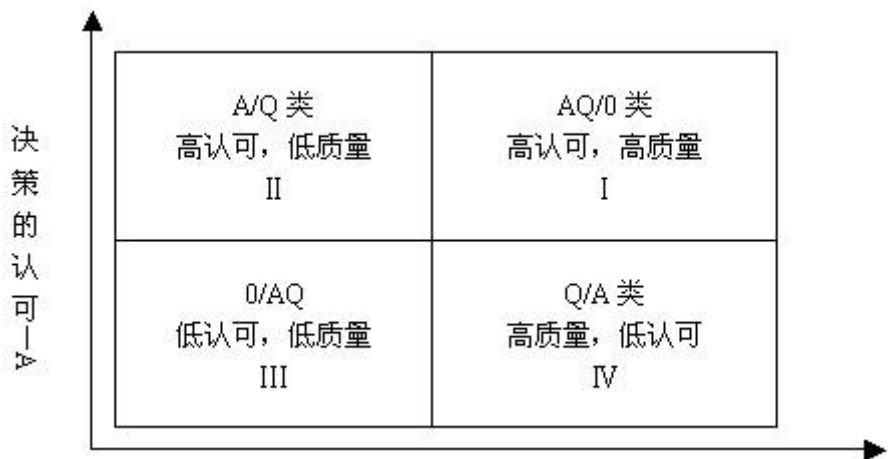 决策的认可—A
A/Q 类
高认可，低质量
II
AQ/0 类
高认可，高质量
I
0/AQ
低认可，低质量
III
Q/A 类
高质量，低认可
IV